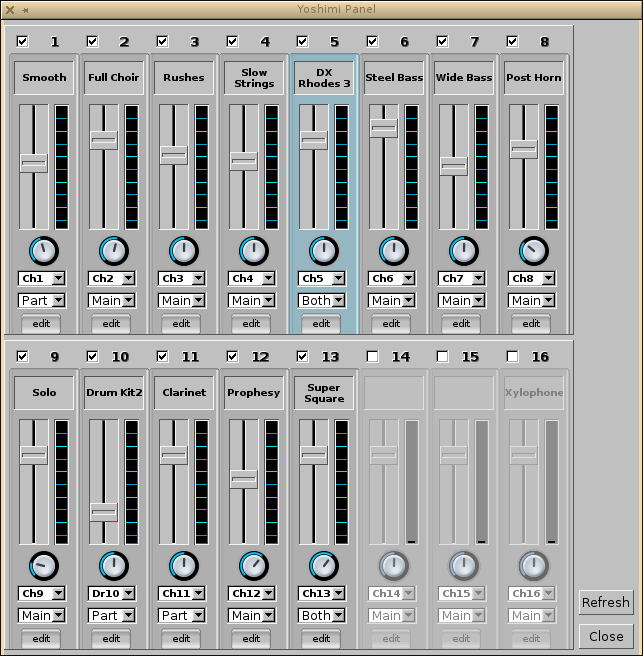 Yoshimi Panel
1 2 3 4 5 6 7 8
Smooth Full Choir Rushes Slow Strings DX Rhodes 3 Steel Bass Wide Bass Post Horn
Ch1 Ch2 Ch3 Ch4 Ch5 Ch6 Ch7 Ch8
Part Main Main Main Both Main Main Main
edit edit edit edit edit edit edit edit
9 10 11 12 13 14 15 16
Solo Drum Kit2 Clarinet Prophesy Super Square Xylophone
Ch9 Dr10 Ch11 Ch12 Ch13 Ch14 Ch15 Ch16
Main Part Part Main Both Main Main Main
edit edit edit edit edit edit edit edit
Refresh
Close